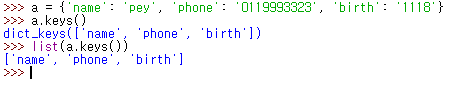 >>> a = {'name': 'pey', 'phone': '0119993323', 'birth': '1118'}
>>> a.keys()
dict_keys(['name', 'phone', 'birth'])
>>> list(a.keys())
['name', 'phone', 'birth']
>>>